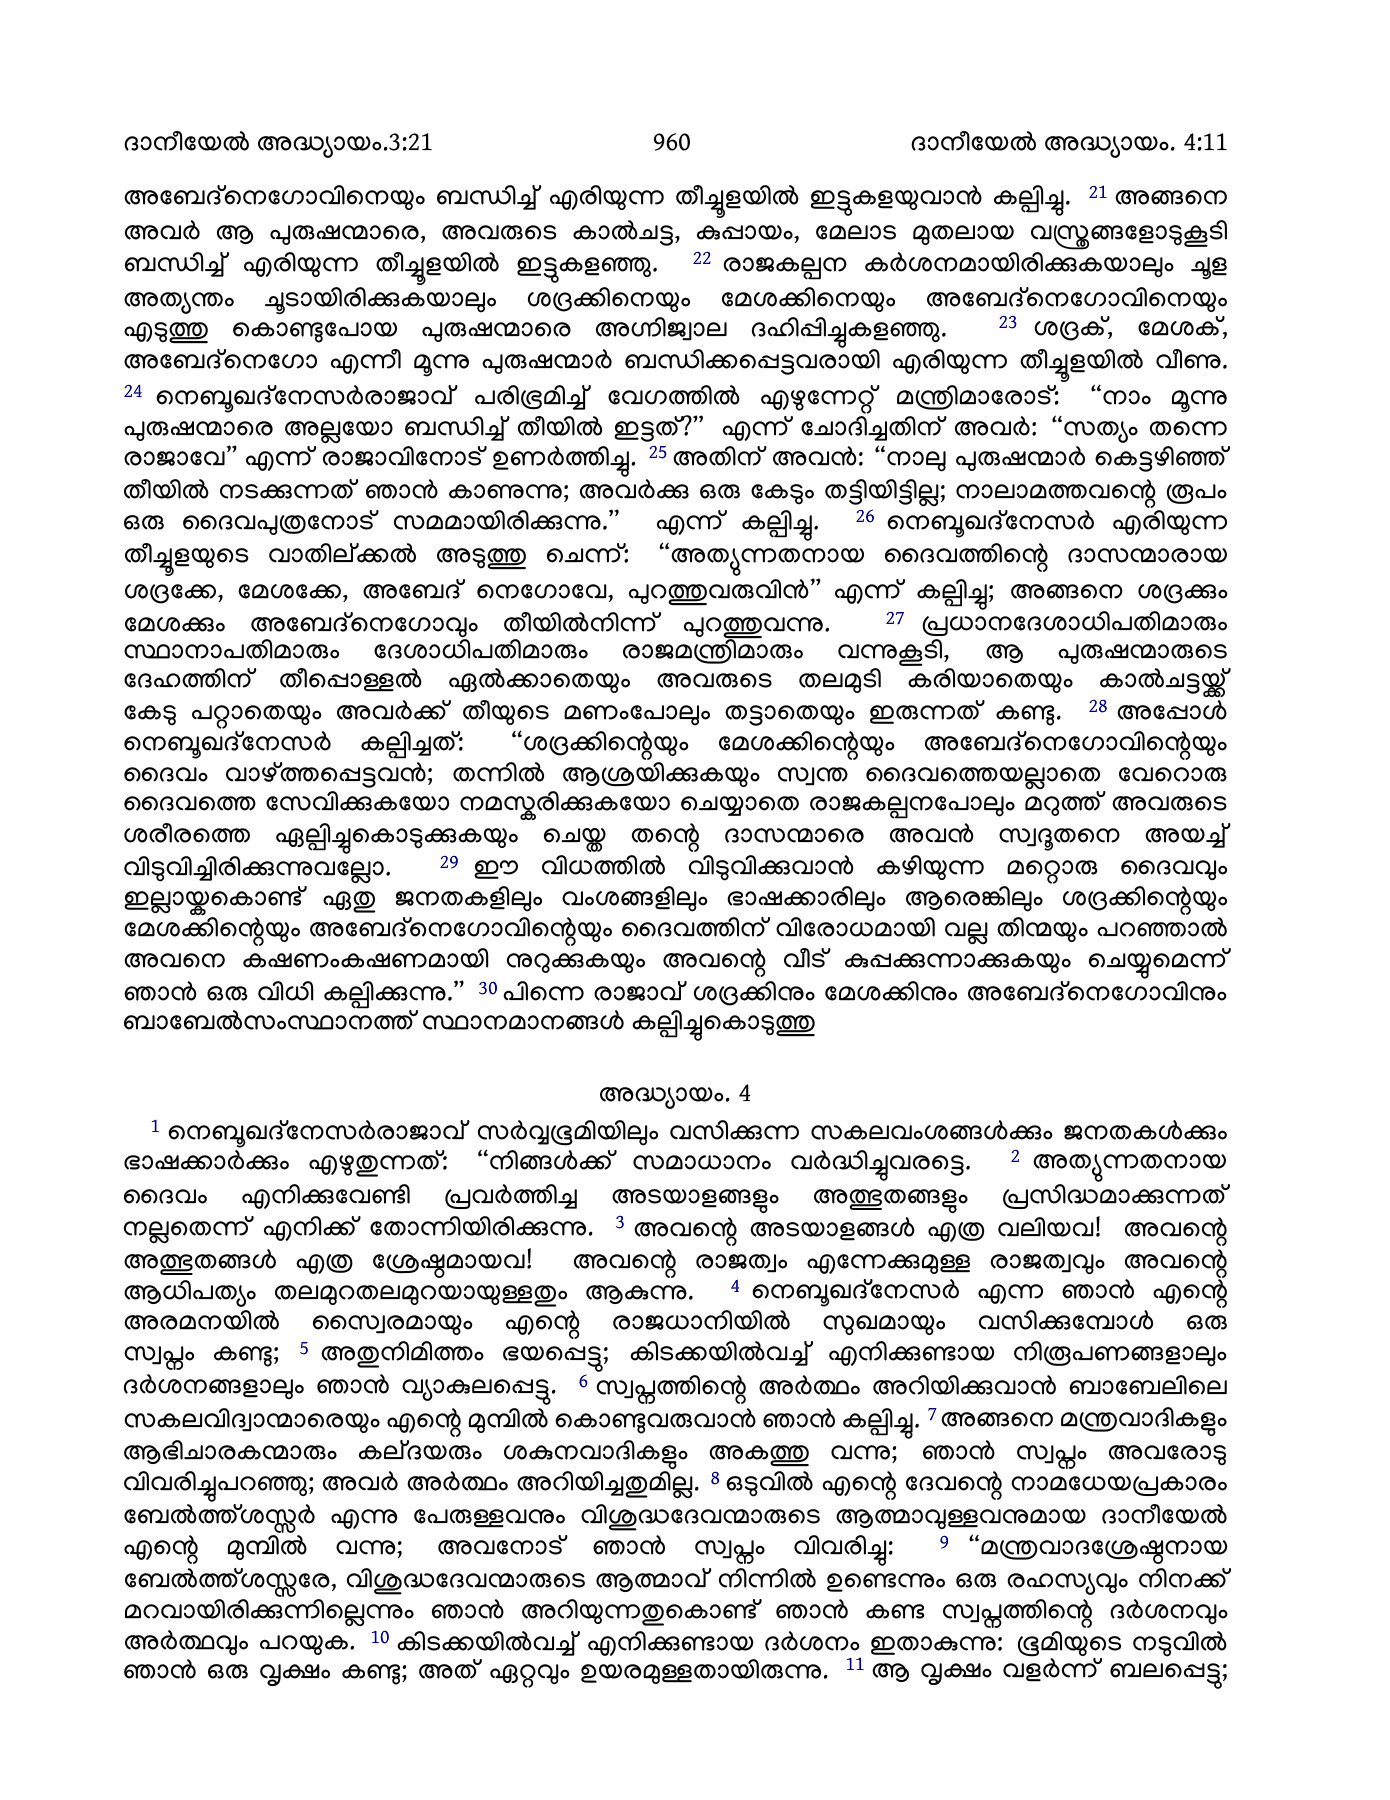 ദാനീയേൽ അദ്ധ്യായം.3:21 960 ദാനീയേൽ അദ്ധ്യായം. 4:11
അബേദ്‌നെഗോവിനെയും ബന്ധിച്ച് എരിയുന്ന തീച്ചൂളയിൽ ഇട്ടുകളയുവാൻ കല്പിച്ചു. 21 അങ്ങനെ
അവർ ആ പുരുഷന്മാരെ, അവരുടെ കാൽചട്ട, കുപ്പായം, മേലാട മുതലായ വസ്ത്രങ്ങളോടുകൂടി
ബന്ധിച്ച് എരിയുന്ന തീച്ചൂളയിൽ ഇട്ടുകളഞ്ഞു. 22 രാജകല്പന കർശനമായിരിക്കുകയാലും ചൂള
അത്യന്തം ചൂടായിരിക്കുകയാലും ശദ്രക്കിനെയും മേശക്കിനെയും അബേദ്‌നെഗോവിനെയും
എടുത്തു കൊണ്ടുപോയ പുരുഷന്മാരെ അഗ്നിജ്വാല ദഹിപ്പിച്ചുകളഞ്ഞു. 23 ശദ്രക്, മേശക്,
അബേദ്‌നെഗോ എന്നീ മൂന്നു പുരുഷന്മാർ ബന്ധിക്കപ്പെട്ടവരായി എരിയുന്ന തീച്ചൂളയിൽ വീണു.
24 നെബൂഖദ്‌നേസർരാജാവ് പരിഭ്രമിച്ച് വേഗത്തിൽ എഴുന്നേറ്റ് മന്ത്രിമാരോട്: “നാം മൂന്നു
പുരുഷന്മാരെ അല്ലയോ ബന്ധിച്ച് തീയിൽ ഇട്ടത്?” എന്ന് ചോദിച്ചതിന് അവർ: “സത്യം തന്നെ
രാജാവേ” എന്ന് രാജാവിനോട് ഉണർത്തിച്ചു. 25 അതിന് അവൻ: “നാലു പുരുഷന്മാർ കെട്ടഴിഞ്ഞ്
തീയിൽ നടക്കുന്നത് ഞാൻ കാണുന്നു; അവർക്കു ഒരു കേടും തട്ടിയിട്ടില്ല; നാലാമത്തവന്റെ രൂപം
ഒരു ദൈവപുത്രനോട് സമമായിരിക്കുന്നു.” എന്ന് കല്പിച്ചു. 26 നെബൂഖദ്‌നേസർ എരിയുന്ന
തീച്ചൂളയുടെ വാതില്ക്കൽ അടുത്തു ചെന്ന്: “അത്യുന്നതനായ ദൈവത്തിന്റെ ദാസന്മാരായ
ശദ്രക്കേ, മേശക്കേ, അബേദ് നെഗോവേ, പുറത്തുവരുവിൻ” എന്ന് കല്പിച്ചു; അങ്ങനെ ശദ്രക്കും
മേശക്കും അബേദ്‌നെഗോവും തീയിൽനിന്ന് പുറത്തുവന്നു. 27 പ്രധാനദേശാധിപതിമാരും
സ്ഥാനാപതിമാരും ദേശാധിപതിമാരും രാജമന്ത്രിമാരും വന്നുകൂടി, ആ പുരുഷന്മാരുടെ
ദേഹത്തിന് തീപ്പൊള്ളൽ ഏൽക്കാതെയും അവരുടെ തലമുടി കരിയാതെയും കാൽചട്ടയ്ക്ക്
കേടു പറ്റാതെയും അവർക്ക് തീയുടെ മണംപോലും തട്ടാതെയും ഇരുന്നത് കണ്ടു. 28 അപ്പോൾ
നെബൂഖദ്‌നേസർ കല്പിച്ചത്: “ശദ്രക്കിന്റെയും മേശക്കിന്റെയും അബേദ്‌നെഗോവിന്റെയും
ദൈവം വാഴ്ത്തപ്പെട്ടവൻ; തന്നിൽ ആശ്രയിക്കുകയും സ്വന്ത ദൈവത്തെയല്ലാതെ വേറൊരു
ദൈവത്തെ സേവിക്കുകയോ നമസ്കരിക്കുകയോ ചെയ്യാതെ രാജകല്പനപോലും മറുത്ത് അവരുടെ
ശരീരത്തെ ഏല്പിച്ചുകൊടുക്കുകയും ചെയ്ത തന്റെ ദാസന്മാരെ അവൻ സ്വദൂതനെ അയച്ച്
വിടുവിച്ചിരിക്കുന്നുവല്ലോ. 29 ഈ വിധത്തിൽ വിടുവിക്കുവാൻ കഴിയുന്ന മറ്റൊരു ദൈവവും
ഇല്ലായ്കകൊണ്ട് ഏതു ജനതകളിലും വംശങ്ങളിലും ഭാഷക്കാരിലും ആരെങ്കിലും ശദ്രക്കിന്റെയും
മേശക്കിന്റെയും അബേദ്‌നെഗോവിന്റെയും ദൈവത്തിന് വിരോധമായി വല്ല തിന്മയും പറഞ്ഞാൽ
അവനെ കഷണംകഷണമായി നുറുക്കുകയും അവന്റെ വീട് കുപ്പക്കുന്നാക്കുകയും ചെയ്യുമെന്ന്
ഞാൻ ഒരു വിധി കല്പിക്കുന്നു.” 30 പിന്നെ രാജാവ് ശദ്രക്കിനും മേശക്കിനും അബേദ്‌നെഗോവിനും
ബാബേൽസംസ്ഥാനത്ത് സ്ഥാനമാനങ്ങൾ കല്പിച്ചുകൊടുത്തു
അദ്ധ്യായം. 4
1 നെബൂഖദ്‌നേസർരാജാവ് സർവ്വഭൂമിയിലും വസിക്കുന്ന സകലവംശങ്ങൾക്കും ജനതകൾക്കും
ഭാഷക്കാർക്കും എഴുതുന്നത്: “നിങ്ങൾക്ക് സമാധാനം വർദ്ധിച്ചുവരട്ടെ. 2 അത്യുന്നതനായ
ദൈവം എനിക്കുവേണ്ടി പ്രവർത്തിച്ച അടയാളങ്ങളും അത്ഭുതങ്ങളും പ്രസിദ്ധമാക്കുന്നത്
നല്ലതെന്ന് എനിക്ക് തോന്നിയിരിക്കുന്നു. 3 അവന്റെ അടയാളങ്ങൾ എത്ര വലിയവ! അവന്റെ
അത്ഭുതങ്ങൾ എത്ര ശ്രേഷ്ഠമായവ! അവന്റെ രാജത്വം എന്നേക്കുമുള്ള രാജത്വവും അവന്റെ
ആധിപത്യം തലമുറതലമുറയായുള്ളതും ആകുന്നു. 4 നെബൂഖദ്‌നേസർ എന്ന ഞാൻ എന്റെ
അരമനയിൽ സ്വൈരമായും എന്റെ രാജധാനിയിൽ സുഖമായും വസിക്കുമ്പോൾ ഒരു
സ്വപ്നം കണ്ടു; 5 അതുനിമിത്തം ഭയപ്പെട്ടു; കിടക്കയിൽവച്ച് എനിക്കുണ്ടായ നിരൂപണങ്ങളാലും
ദർശനങ്ങളാലും ഞാൻ വ്യാകുലപ്പെട്ടു. 6 സ്വപ്നത്തിന്റെ അർത്ഥം അറിയിക്കുവാൻ ബാബേലിലെ
സകലവിദ്വാന്മാരെയും എന്റെ മുമ്പിൽ കൊണ്ടുവരുവാൻ ഞാൻ കല്പിച്ചു. 7 അങ്ങനെ മന്ത്രവാദികളും
ആഭിചാരകന്മാരും കല്ദയരും ശകുനവാദികളും അകത്തു വന്നു; ഞാൻ സ്വപ്നം അവരോടു
വിവരിച്ചുപറഞ്ഞു; അവർ അർത്ഥം അറിയിച്ചതുമില്ല. 8 ഒടുവിൽ എന്റെ ദേവന്റെ നാമധേയപ്രകാരം
ബേൽത്ത്ശസ്സർ എന്നു പേരുള്ളവനും വിശുദ്ധദേവന്മാരുടെ ആത്മാവുള്ളവനുമായ ദാനീയേൽ
എന്റെ മുമ്പിൽ വന്നു; അവനോട് ഞാൻ സ്വപ്നം വിവരിച്ചു: 9 “മന്ത്രവാദശ്രേഷ്ഠനായ
ബേൽത്ത്ശസ്സരേ, വിശുദ്ധദേവന്മാരുടെ ആത്മാവ് നിന്നിൽ ഉണ്ടെന്നും ഒരു രഹസ്യവും നിനക്ക്
മറവായിരിക്കുന്നില്ലെന്നും ഞാൻ അറിയുന്നതുകൊണ്ട് ഞാൻ കണ്ട സ്വപ്നത്തിന്റെ ദർശനവും
അർത്ഥവും പറയുക. 10 കിടക്കയിൽവച്ച് എനിക്കുണ്ടായ ദർശനം ഇതാകുന്നു: ഭൂമിയുടെ നടുവിൽ
ഞാൻ ഒരു വൃക്ഷം കണ്ടു; അത് ഏറ്റവും ഉയരമുള്ളതായിരുന്നു. 11 ആ വൃക്ഷം വളർന്ന് ബലപ്പെട്ടു;